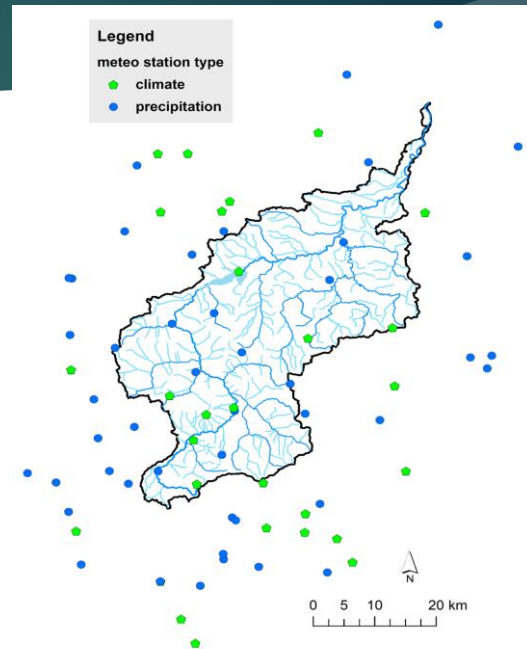 Legend
meteo station type
climate
precipitation
N
0 5 10 20 km